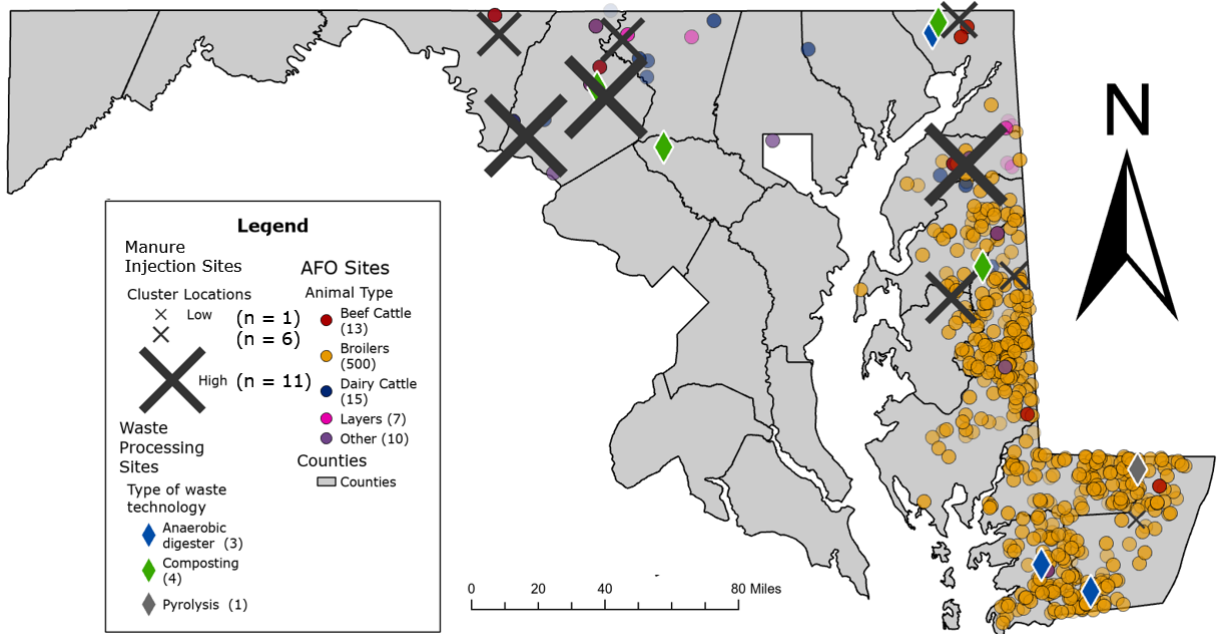 N
Legend
Manure
Injection Sites
Cluster Locations
Low (n = 1)
(n = 6)
High (n = 11)
Waste
Processing
Sites
Type of waste
technology
Anaerobic
digester (3)
Composting
(4)
Pyrolysis (1)
AFO Sites
Animal Type
Beef Cattle
(13)
Broilers
(500)
Dairy Cattle
(15)
Layers (7)
Other (10)
Counties
Counties
0 20 40 80 Miles